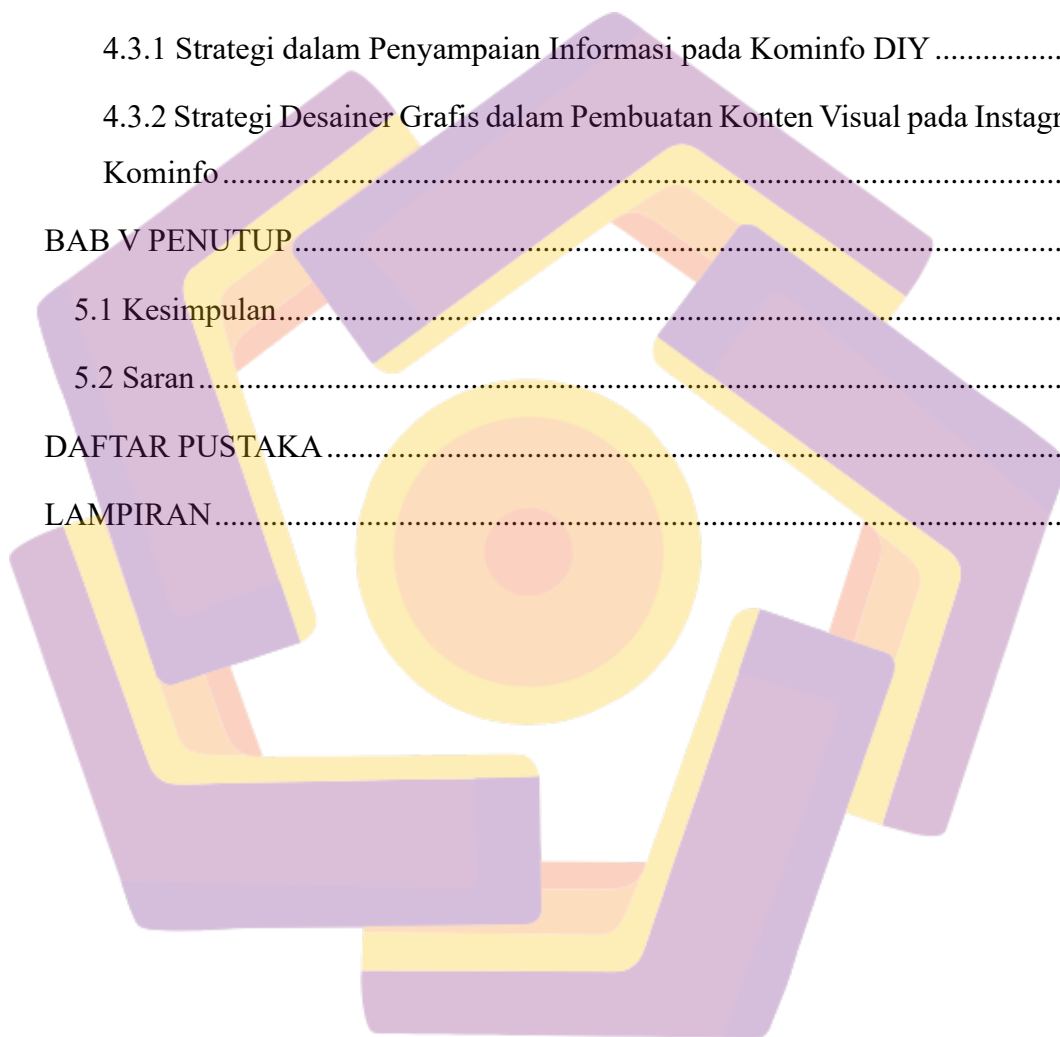 4.3.1 Strategi dalam Penyampaian Informasi pada Kominfo DIY ................
4.3.2 Strategi Desainer Grafis dalam Pembuatan Konten Visual pada Instagr
Kominfo ................................................................................
BAB V PENUTUP ................................................................................
5.1 Kesimpulan ................................................................................
5.2 Saran ................................................................................
DAFTAR PUSTAKA ................................................................................
LAMPIRAN ................................................................................